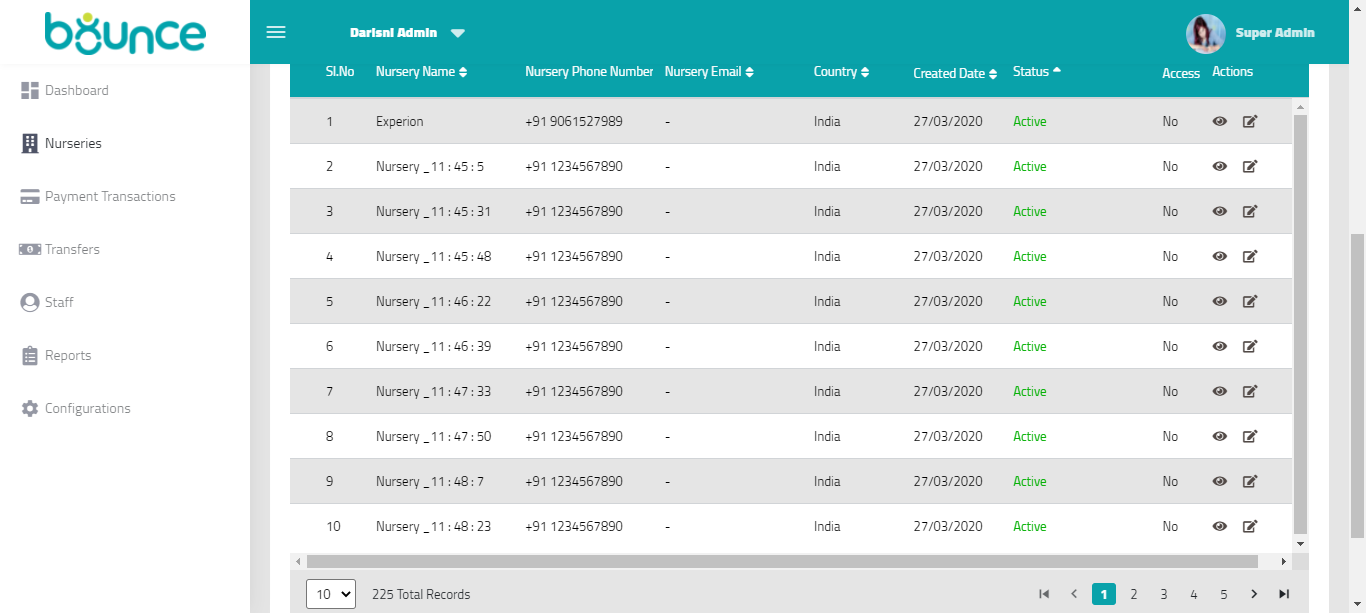 bounce
Darisni Admin
Super Admin
Dashboard
Nurseries
Payment Transactions
Transfers
Staff
Reports
Configurations
Sl.No Nursery Name Nursery Phone Number Nursery Email Country Created Date Status Access Actions
1 Experion +91 9061527989 - India 27/03/2020 Active No
2 Nursery _11 : 45 : 5 +91 1234567890 - India 27/03/2020 Active No
3 Nursery _11 : 45 : 31 +91 1234567890 - India 27/03/2020 Active No
4 Nursery _11 : 45 : 48 +91 1234567890 - India 27/03/2020 Active No
5 Nursery _11 : 46 : 22 +91 1234567890 - India 27/03/2020 Active No
6 Nursery _11 : 46 : 39 +91 1234567890 - India 27/03/2020 Active No
7 Nursery _11 : 47 : 33 +91 1234567890 - India 27/03/2020 Active No
8 Nursery _11 : 47 : 50 +91 1234567890 - India 27/03/2020 Active No
9 Nursery _11 : 48 : 7 +91 1234567890 - India 27/03/2020 Active No
10 Nursery _11 : 48 : 23 +91 1234567890 - India 27/03/2020 Active No
10 225 Total Records 1 2 3 4 5